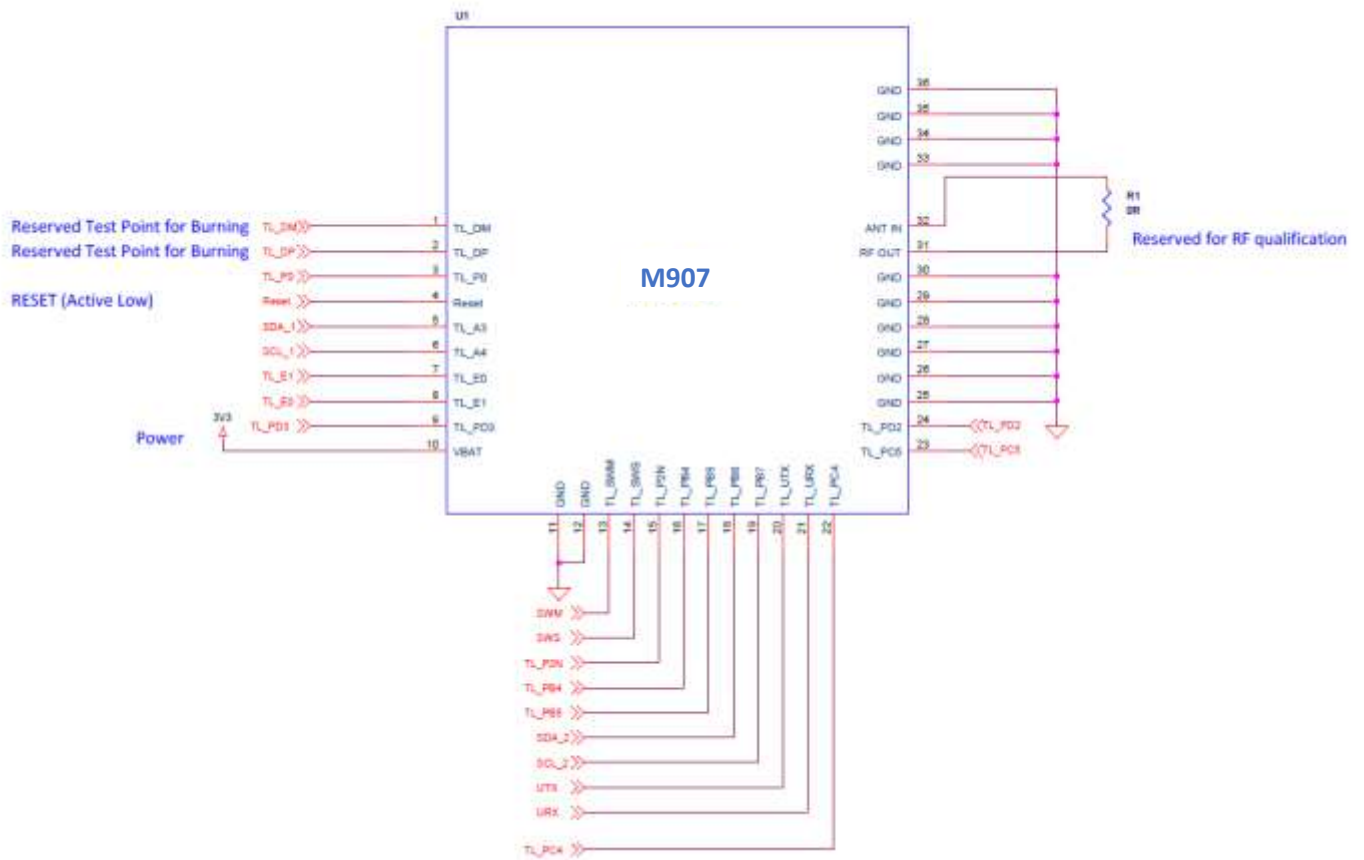 U1
M907
Reserved Test Point for Burning TL_DM 1 TL_DM
Reserved Test Point for Burning TL_DP 2 TL_DP
TL_P0 3 TL_P0
RESET (Active Low) Reset 4 Reset
SDA_1 5 TL_A3
SCL_1 6 TL_A4
TL_E1 7 TL_E0
8 TL_E1
TL_PD3 9 TL_PD3
Power 3V3 10 VBAT
GND 36
GND 35
GND 34
GND 33
ANT IN 32
RF OUT 31
R1
0R
Reserved for RF qualification
GND 30
GND 29
GND 28
GND 27
GND 26
GND 25
TL_PD2 24 TL_PD2
23
11 GND
12 GND
13 TL_SWM
14 TL_SWS
15 TL_P2N
16 TL_PB4
17 TL_PB5
18 TL_PB6
19 TL_PB7
20 TL_UTX
21 TL_URX
22 TL_PC4
SWM
SWS
TL_P2N
TL_PB4
TL_PB5
SDA_2
SCL_2
UTX
URX
TL_PC4